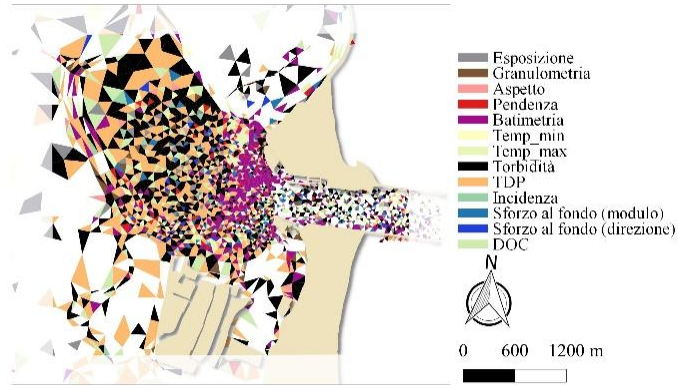 Esposizione
Granulometria
Aspetto
Pendenza
Batimetria
Temp_min
Temp_max
Torbidità
TDP
Incidenza
Sforzo al fondo (modulo)
Sforzo al fondo (direzione)
DOC
N
0 600 1200 m